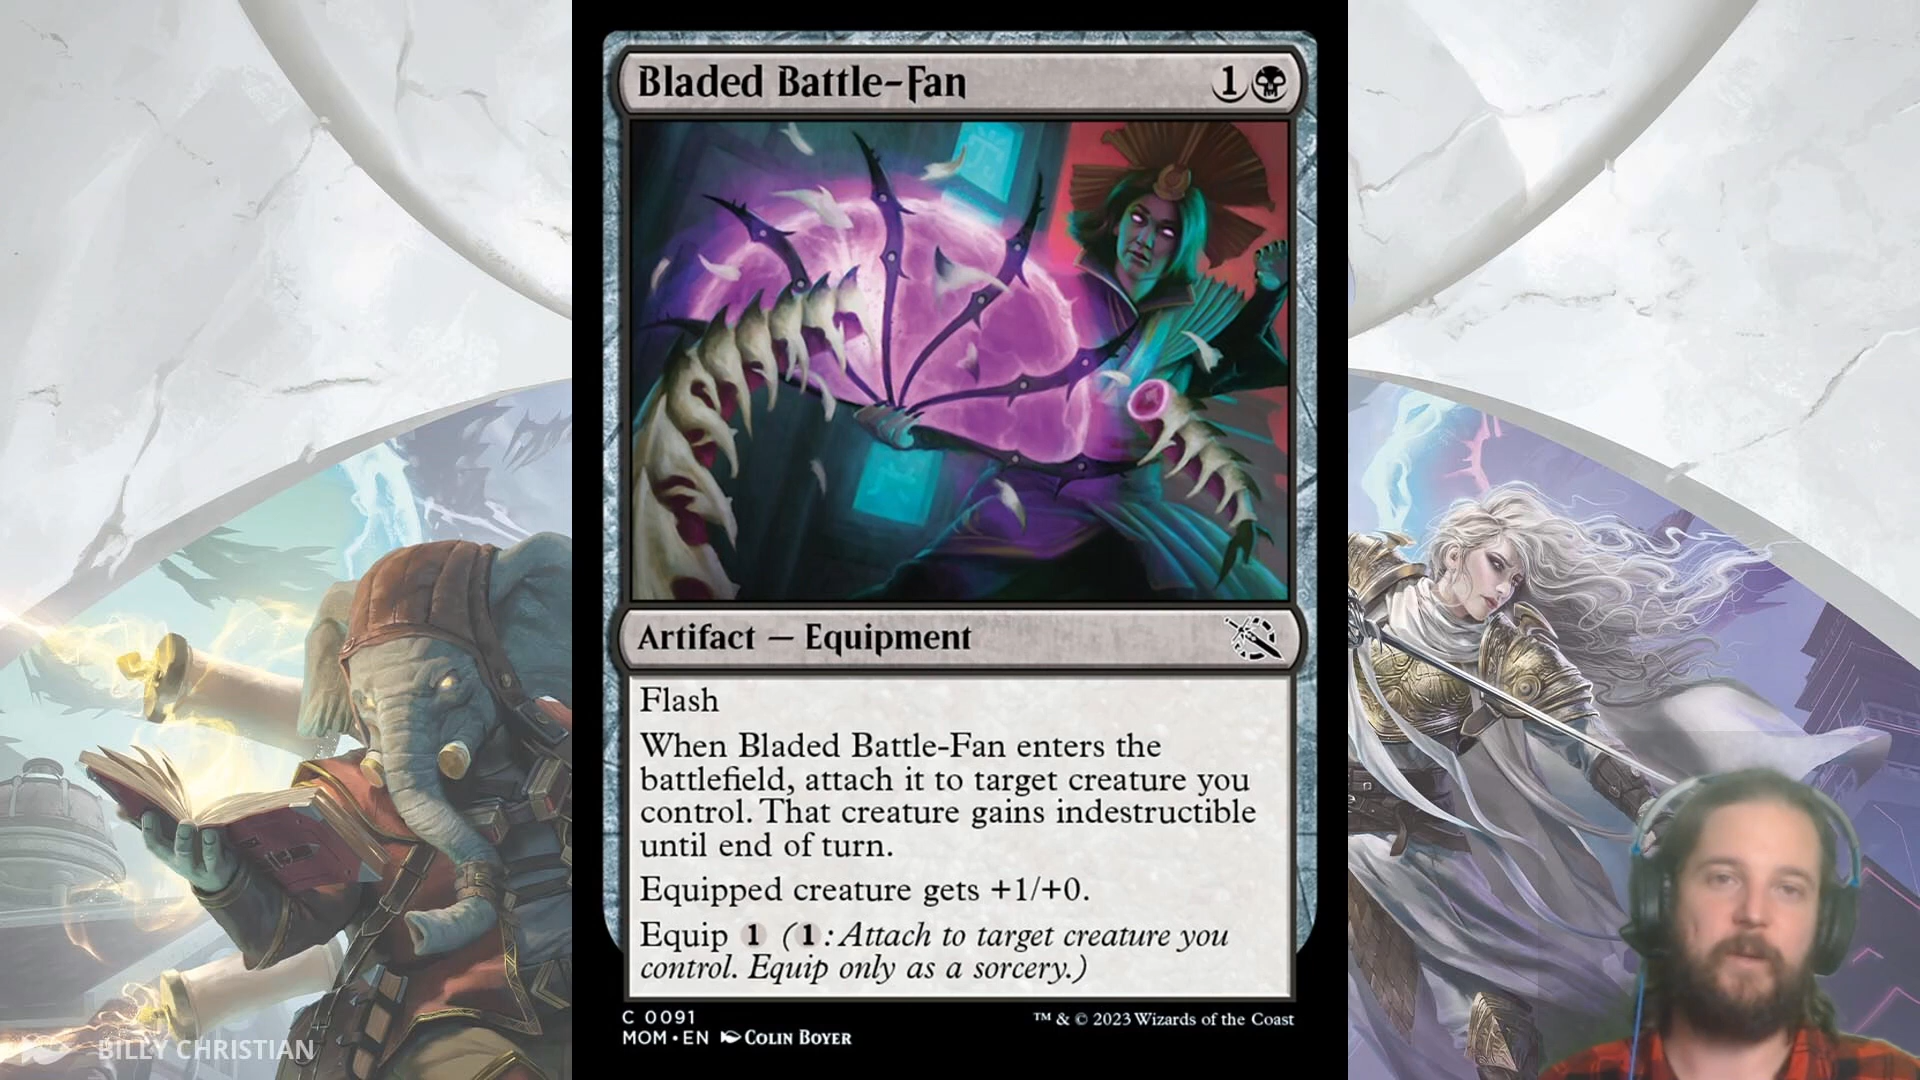 Bladed Battle-Fan 1
Artifact — Equipment
Flash
When Bladed Battle-Fan enters the
battlefield, attach it to target creature you
control. That creature gains indestructible
until end of turn.
Equipped creature gets +1/+0.
Equip 1 (1: Attach to target creature you
control. Equip only as a sorcery.)
C 0091
MOM • EN COLIN BOYER
™ & © 2023 Wizards of the Coast
BILLY CHRISTIAN